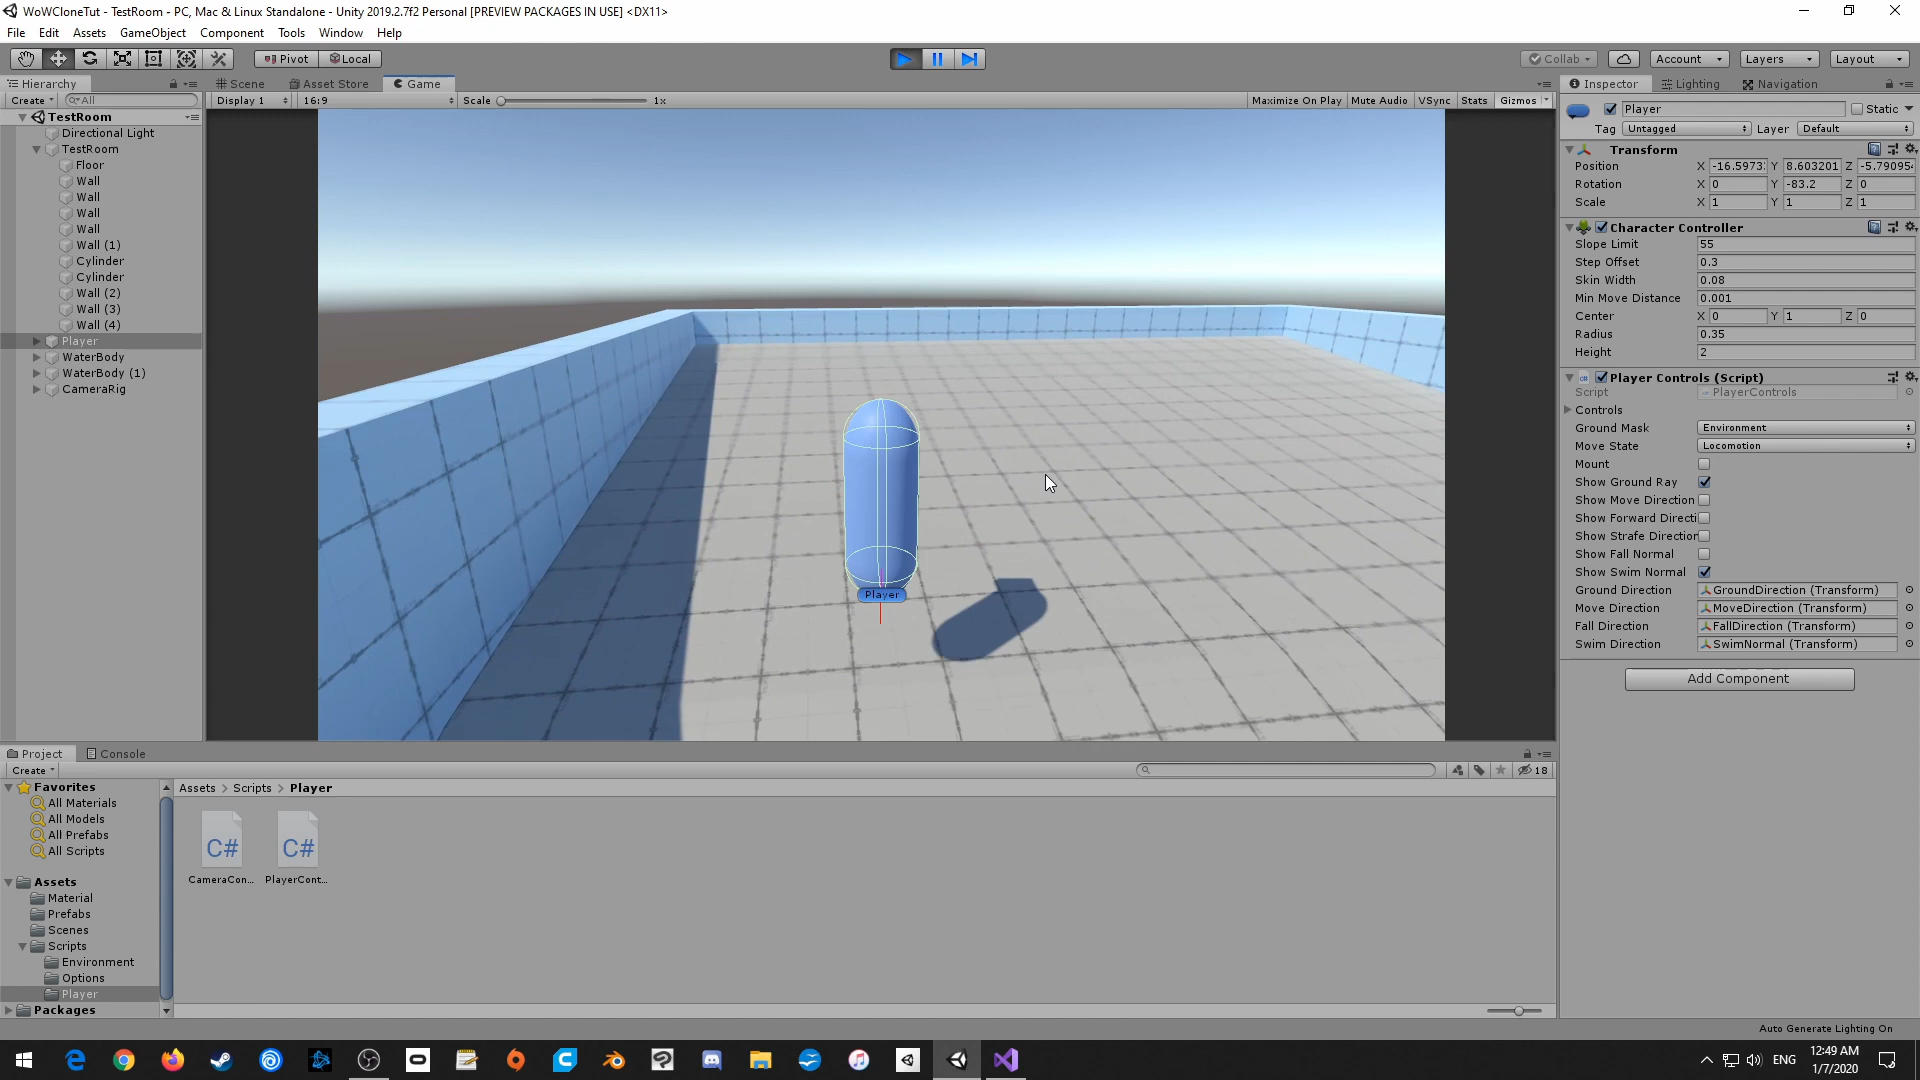 WoWCloneTut - TestRoom - PC, Mac & Linux Standalone - Unity 2019.2.7f2 Personal [PREVIEW PACKAGES IN USE] <DX11>
File Edit Assets GameObject Component Tools Window Help
Pivot Local Collab Account Layers Layout
Hierarchy Scene Asset Store Game Inspector Lighting Navigation
Create All Display 1 16:9 Scale 1x Maximize On Play Mute Audio VSync Stats Gizmos Player Static
Tag Untagged Layer Default
TestRoom
Directional Light
TestRoom
Floor
Wall
Wall
Wall
Wall
Wall (1)
Cylinder
Cylinder
Wall (2)
Wall (3)
Wall (4)
Player
WaterBody
WaterBody (1)
CameraRig
Player
Transform
Position X -16.5973 Y 8.603201 Z -5.79095
Rotation X 0 Y -83.2 Z 0
Scale X 1 Y 1 Z 1
Character Controller
Slope Limit 55
Step Offset 0.3
Skin Width 0.08
Min Move Distance 0.001
Center X 0 Y 1 Z 0
Radius 0.35
Height 2
Player Controls (Script)
Script PlayerControls
Controls
Ground Mask Environment
Move State Locomotion
Mount
Show Ground Ray
Show Move Direction
Show Forward Directi
Show Strafe Direction
Show Fall Normal
Show Swim Normal
Ground Direction GroundDirection (Transform)
Move Direction MoveDirection (Transform)
Fall Direction FallDirection (Transform)
Swim Direction SwimNormal (Transform)
Add Component
Project Console
Create 18
Favorites
All Materials
All Models
All Prefabs
All Scripts
Assets
Material
Prefabs
Scenes
Scripts
Environment
Options
Player
Packages
Assets > Scripts > Player
C# C#
CameraCon... PlayerCont...
Auto Generate Lighting On
ENG 12:49 AM
1/7/2020